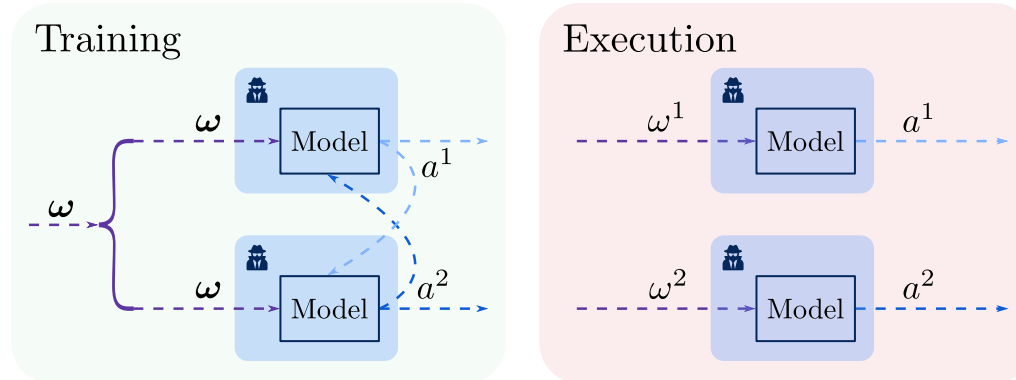 Training
ω
ω
Model
a¹
ω
Model
a²
Execution
ω¹
Model
a¹
ω²
Model
a²